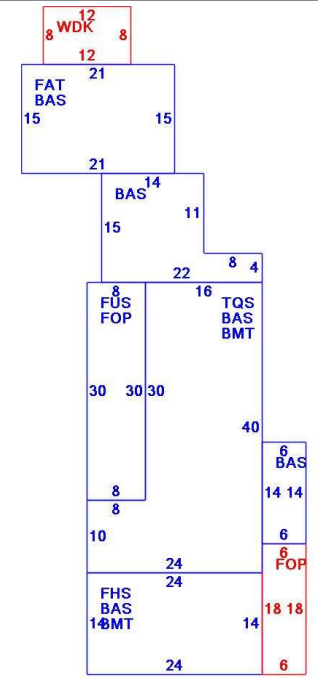 12
8 WDK 8
12
21
FAT
BAS
15 15
21
14
BAS
11
15
8 4
22
8 16
FUS TQS
FOP BAS
BMT
30 30 30
40
6
BAS
14 14
8
8
10
6
6
FOP
24
24
FHS
BAS
14 BMT 14
18 18
24 6